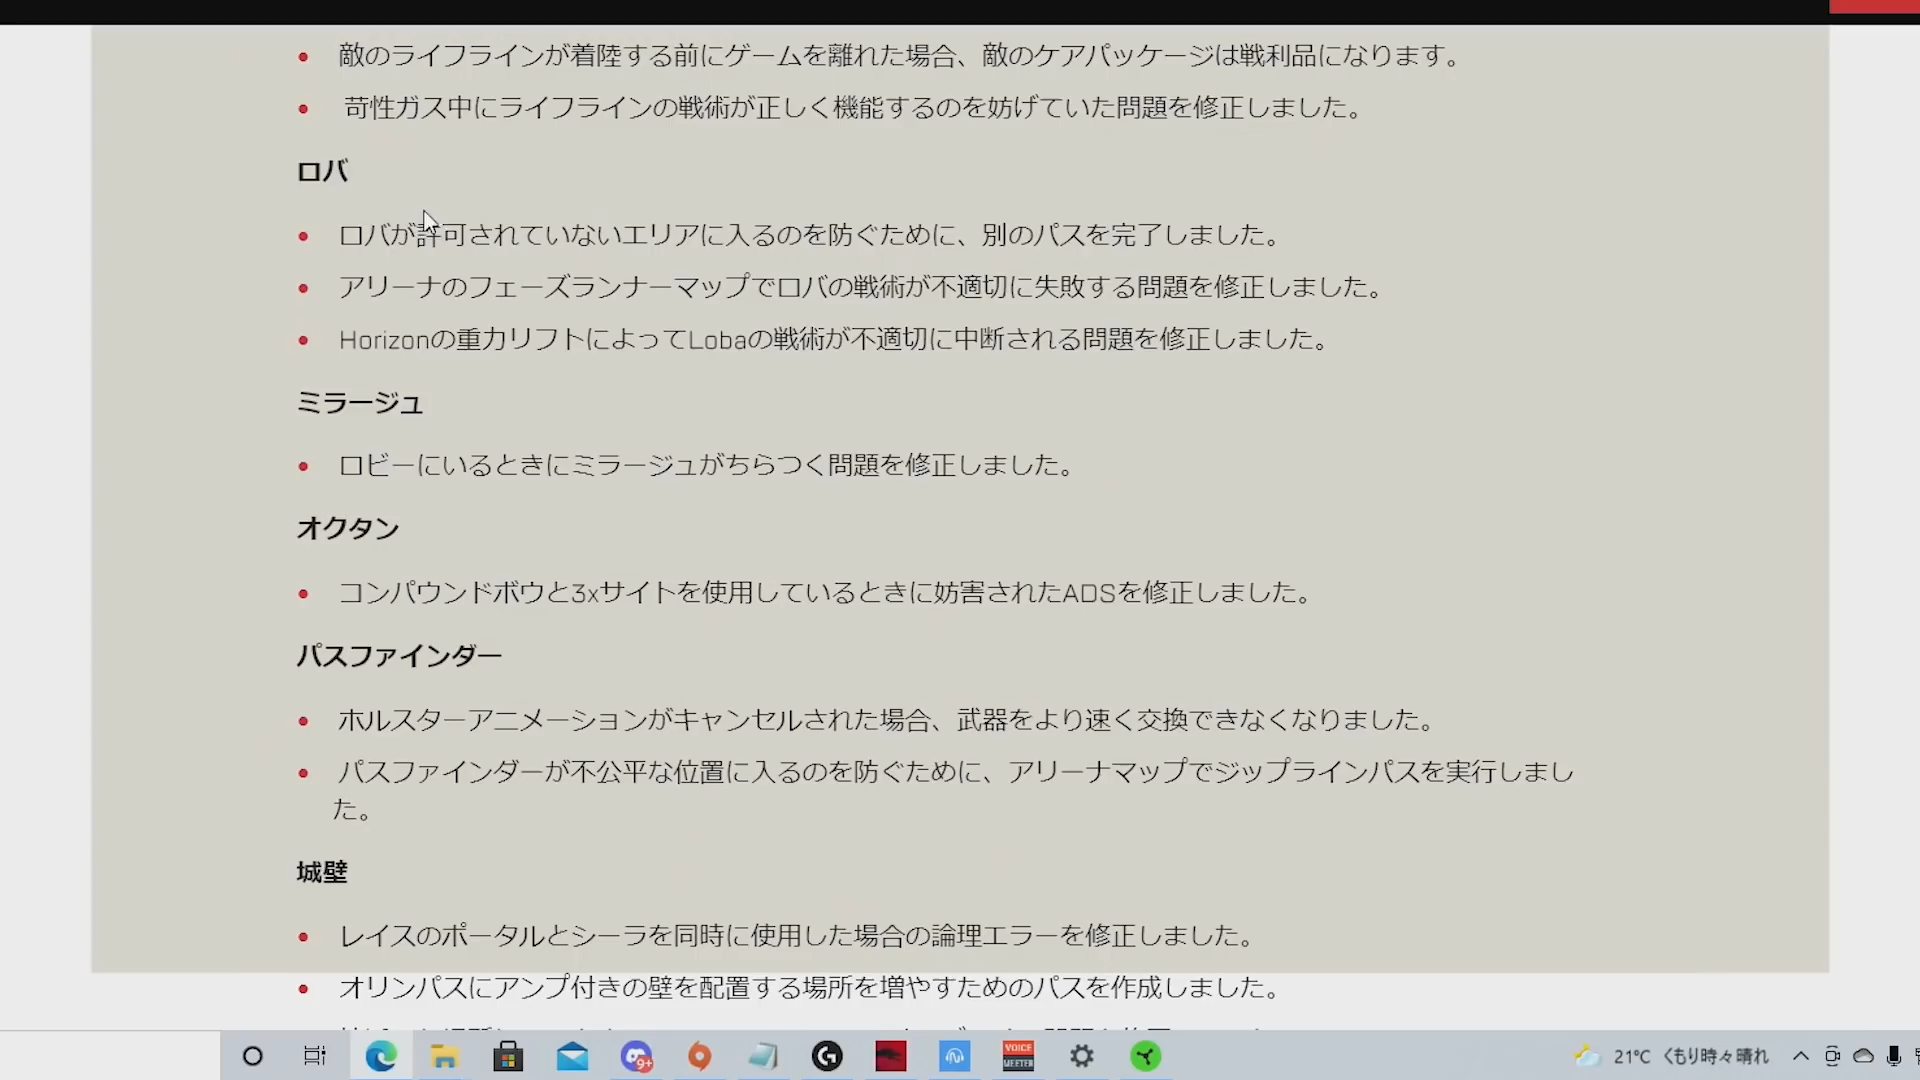 敵のライフラインが着陸する前にゲームを離れた場合、敵のケアパッケージは戦利品になります。
苛性ガス中にライフラインの戦術が正しく機能するのを妨げていた問題を修正しました。
ロバ
ロバが許可されていないエリアに入るのを防ぐために、別のパスを完了しました。
アリーナのフェーズランナーマップでロバの戦術が不適切に失敗する問題を修正しました。
Horizonの重力リフトによってLobaの戦術が不適切に中断される問題を修正しました。
ミラージュ
ロビーにいるときにミラージュがちらつく問題を修正しました。
オクタン
コンパウンドボウと3xサイトを使用しているときに妨害されたADSを修正しました。
パスファインダー
ホルスターアニメーションがキャンセルされた場合、武器をより速く交換できなくなりました。
パスファインダーが不公平な位置に入るのを防ぐために、アリーナマップでジップラインパスを実行しまし
た。
城壁
レイスのポータルとシーラを同時に使用した場合の論理エラーを修正しました。
オリンパスにアンプ付きの壁を配置する場所を増やすためのパスを作成しました。
9+
VOICE
MEETER
21°C くもり時々晴れ